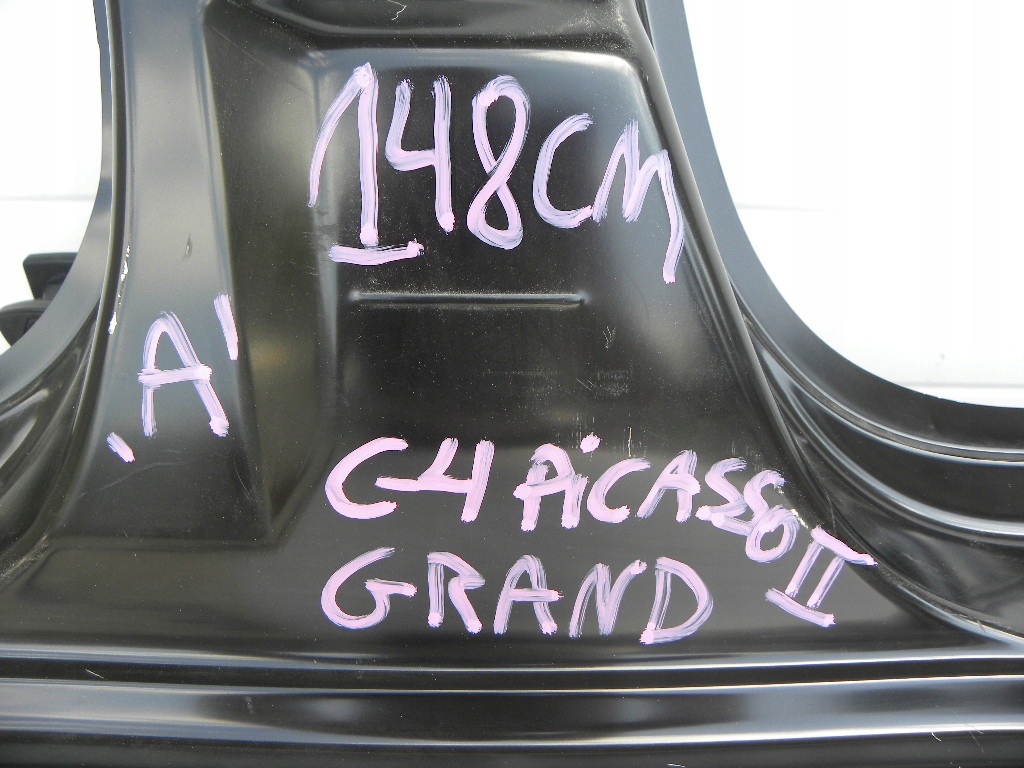 148CM
,A'
C4 PiCASSO II
GRAND